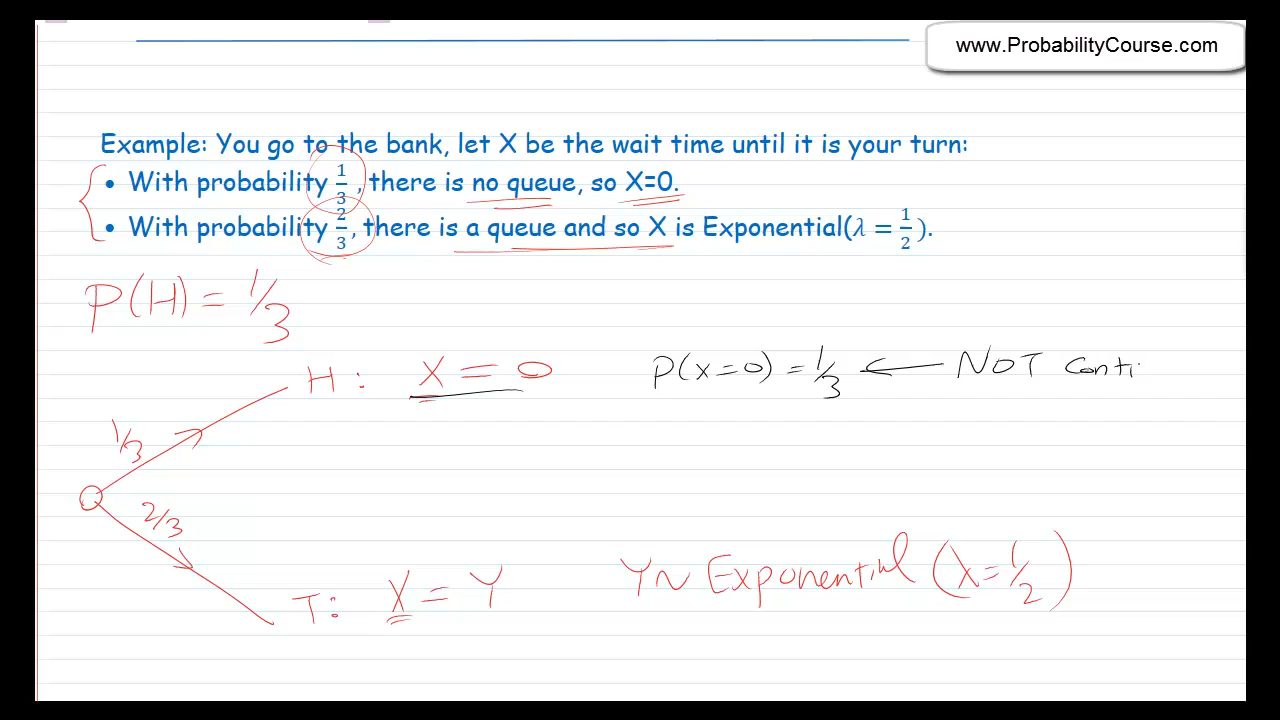 www.ProbabilityCourse.com
Example: You go to the bank, let X be the wait time until it is your turn:
• With probability 1/3, there is no queue, so X=0.
• With probability 2/3, there is a queue and so X is Exponential(λ = 1/2).
P(H) = 1/3
H: X = 0 P(X=0) = 1/3 ← NOT conti
1/3
2/3
T: X = Y Y~ Exponential (λ=1/2)